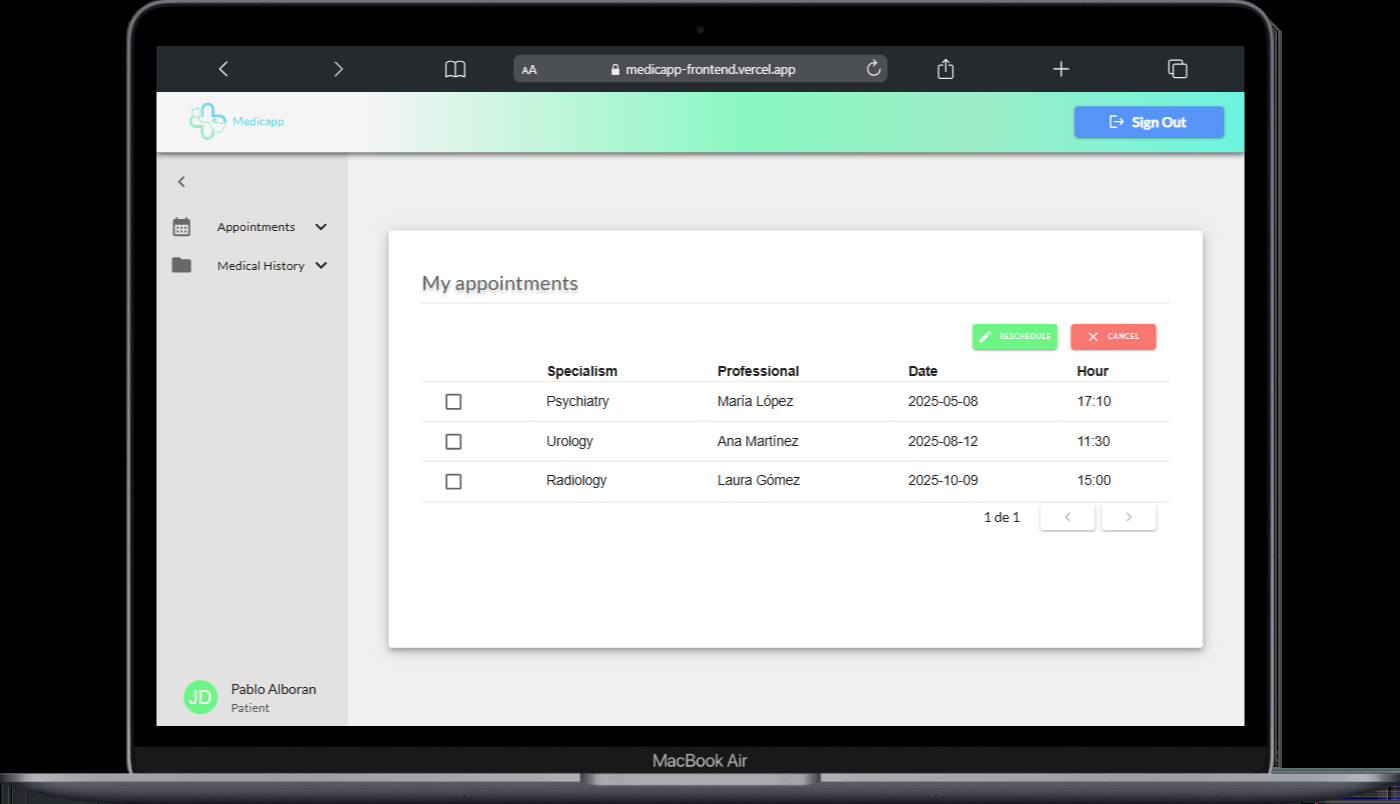 AA medicapp-frontend.vercel.app
Medicapp
Sign Out
Appointments
Medical History
My appointments
RESCHEDULE CANCEL
Specialism Professional Date Hour
Psychiatry María López 2025-05-08 17:10
Urology Ana Martínez 2025-08-12 11:30
Radiology Laura Gómez 2025-10-09 15:00
1 de 1
JD Pablo Alboran
Patient
MacBook Air